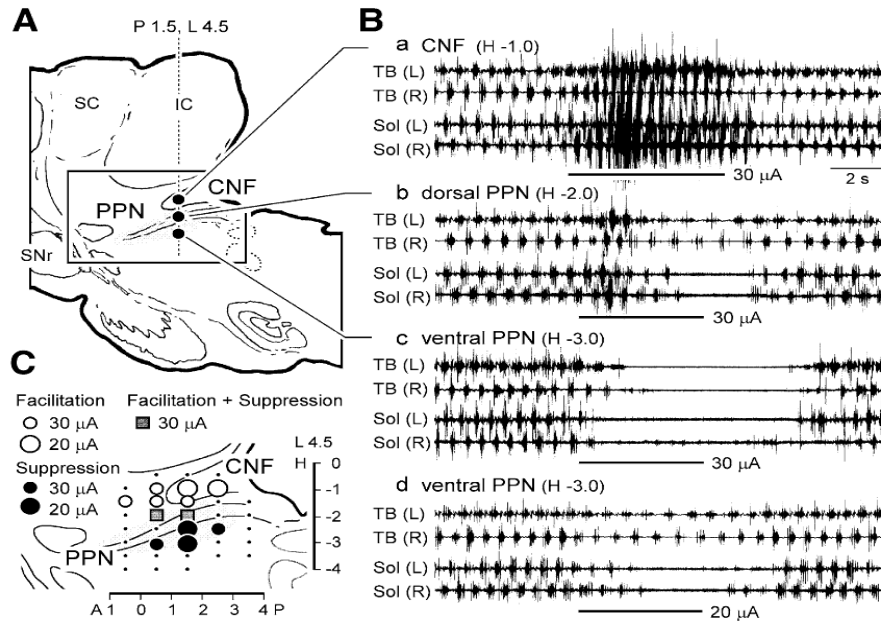 A
P 1.5, L 4.5
SC
IC
CNF
PPN
SNr
B
a CNF (H -1.0)
TB (L)
TB (R)
Sol (L)
Sol (R)
30 µA
2 s
b dorsal PPN (H -2.0)
TB (L)
TB (R)
Sol (L)
Sol (R)
30 µA
c ventral PPN (H -3.0)
TB (L)
TB (R)
Sol (L)
Sol (R)
30 µA
d ventral PPN (H -3.0)
TB (L)
TB (R)
Sol (L)
Sol (R)
20 µA
C
Facilitation
30 µA
20 µA
Facilitation + Suppression
30 µA
Suppression
30 µA
20 µA
L 4.5
H
0
-1
-2
-3
-4
CNF
PPN
A 1 0 1 2 3 4 P